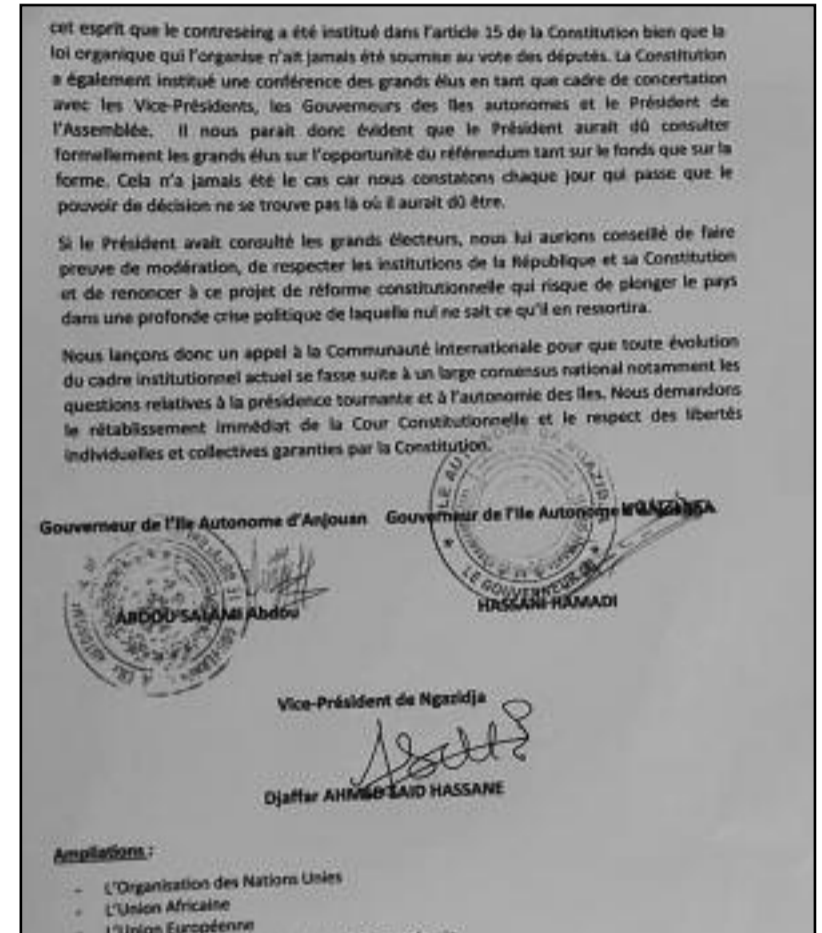 cet esprit que le contreseing a été institué dans l'article 15 de la Constitution bien que la
loi organique qui l'organise n'ait jamais été soumise au vote des députés. La Constitution
a également institué une conférence des grands élus en tant que cadre de concertation
avec les Vice-Présidents, les Gouverneurs des Iles autonomes et le Président de
l'Assemblée. Il nous parait donc évident que le Président aurait dû consulter
formellement les grands élus sur l'opportunité du référendum tant sur le fonds que sur la
forme. Cela n'a jamais été le cas car nous constatons chaque jour qui passe que le
pouvoir de décision ne se trouve pas là où il aurait dû être.
Si le Président avait consulté les grands électeurs, nous lui aurions conseillé de faire
preuve de modération, de respecter les institutions de la République et sa Constitution
et de renoncer à ce projet de réforme constitutionnelle qui risque de plonger le pays
dans une profonde crise politique de laquelle nul ne sait ce qu'il en ressortira.
Nous lançons donc un appel à la Communauté internationale pour que toute évolution
du cadre institutionnel actuel se fasse suite à un large consensus national notamment les
questions relatives à la présidence tournante et à l'autonomie des Iles. Nous demandons
le rétablissement immédiat de la Cour Constitutionnelle et le respect des libertés
individuelles et collectives garanties par la Constitution.
Gouverneur de l'Ile Autonome d'Anjouan Gouverneur de l'Ile Autonome
LE GOUVERNEUR
ABDOU SALAMI Abdou HASSANI HAMADI
Vice-Président de Ngazidja
Djaffar AHMED SAID HASSANE
Ampliations :
- L'Organisation des Nations Unies
- L'Union Africaine
- L'Union Européenne